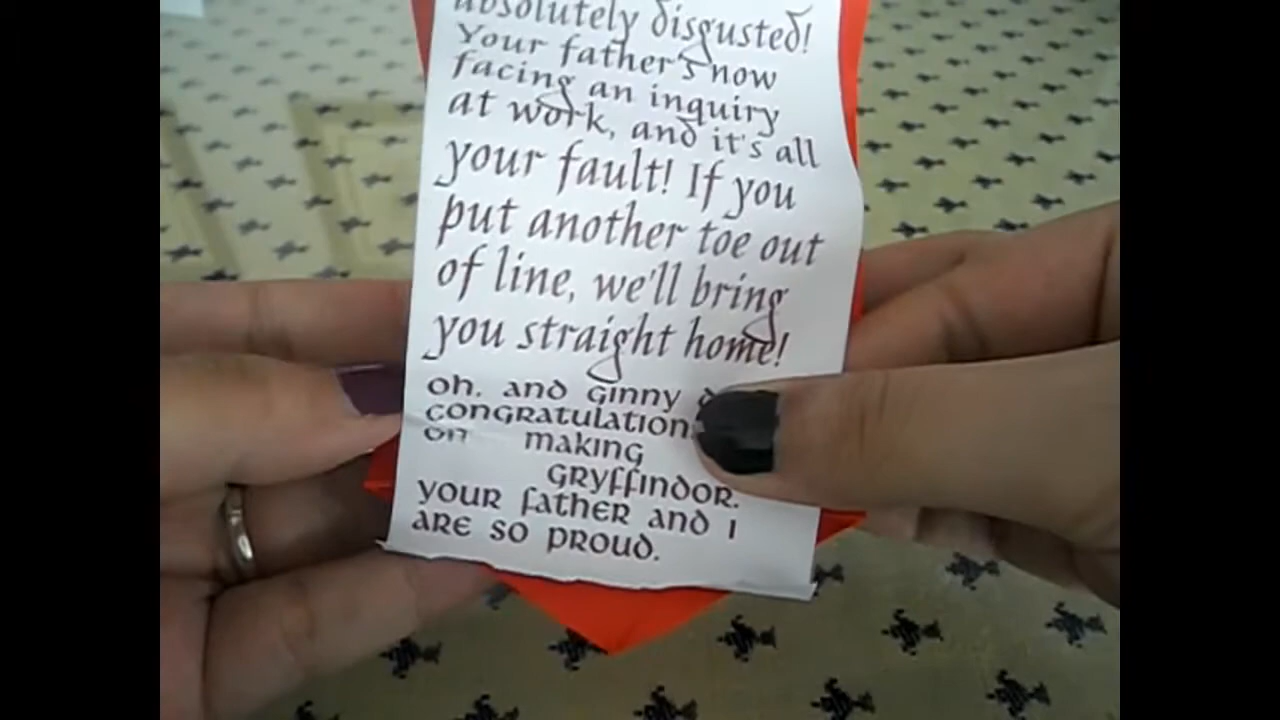 absolutely disgusted!
Your father's now
facing an inquiry
at work, and it's all
your fault! If you
put another toe out
of line, we'll bring
you straight home!
Oh, and Ginny
congratulation
on making
Gryffindor.
Your father and I
are so proud.